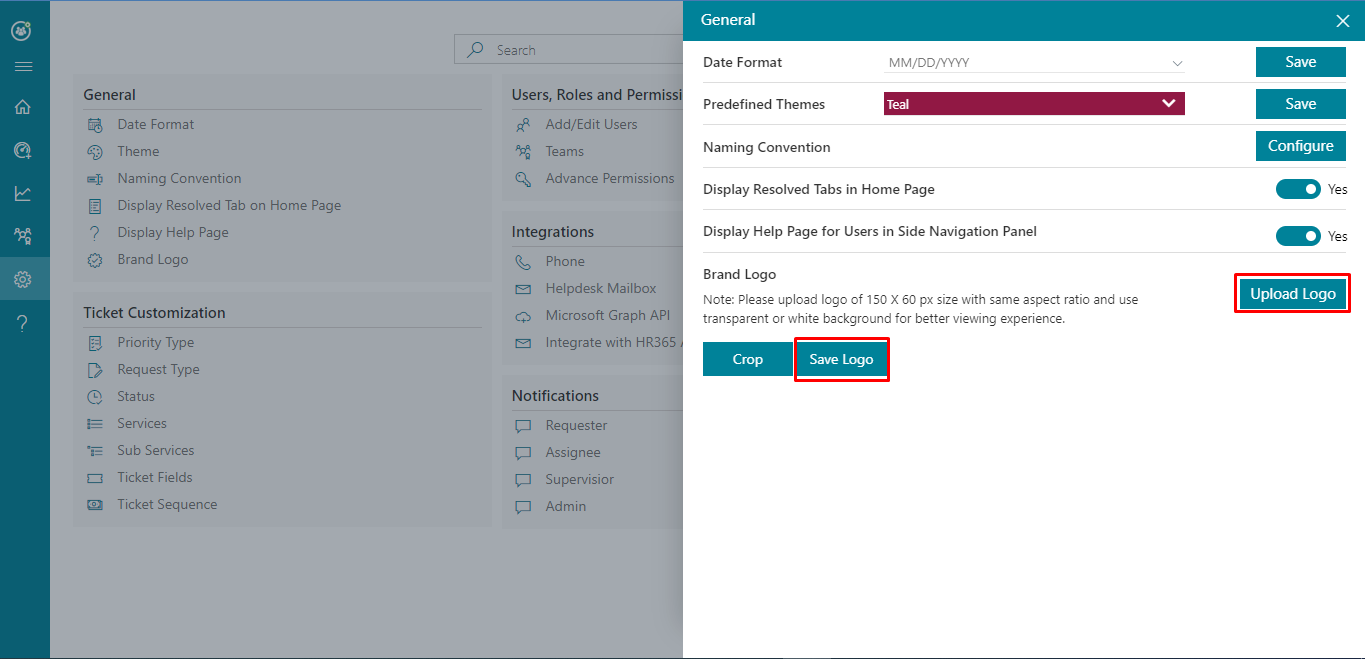 Search
General
Date Format
Theme
Naming Convention
Display Resolved Tab on Home Page
Display Help Page
Brand Logo
Ticket Customization
Priority Type
Request Type
Status
Services
Sub Services
Ticket Fields
Ticket Sequence
Users, Roles and Permissi
Add/Edit Users
Teams
Advance Permissions
Integrations
Phone
Helpdesk Mailbox
Microsoft Graph API
Integrate with HR365 A
Notifications
Requester
Assignee
Supervisior
Admin
General
Date Format MM/DD/YYYY Save
Predefined Themes Teal Save
Naming Convention Configure
Display Resolved Tabs in Home Page Yes
Display Help Page for Users in Side Navigation Panel Yes
Brand Logo
Note: Please upload logo of 150 X 60 px size with same aspect ratio and use
transparent or white background for better viewing experience.
Upload Logo
Crop Save Logo